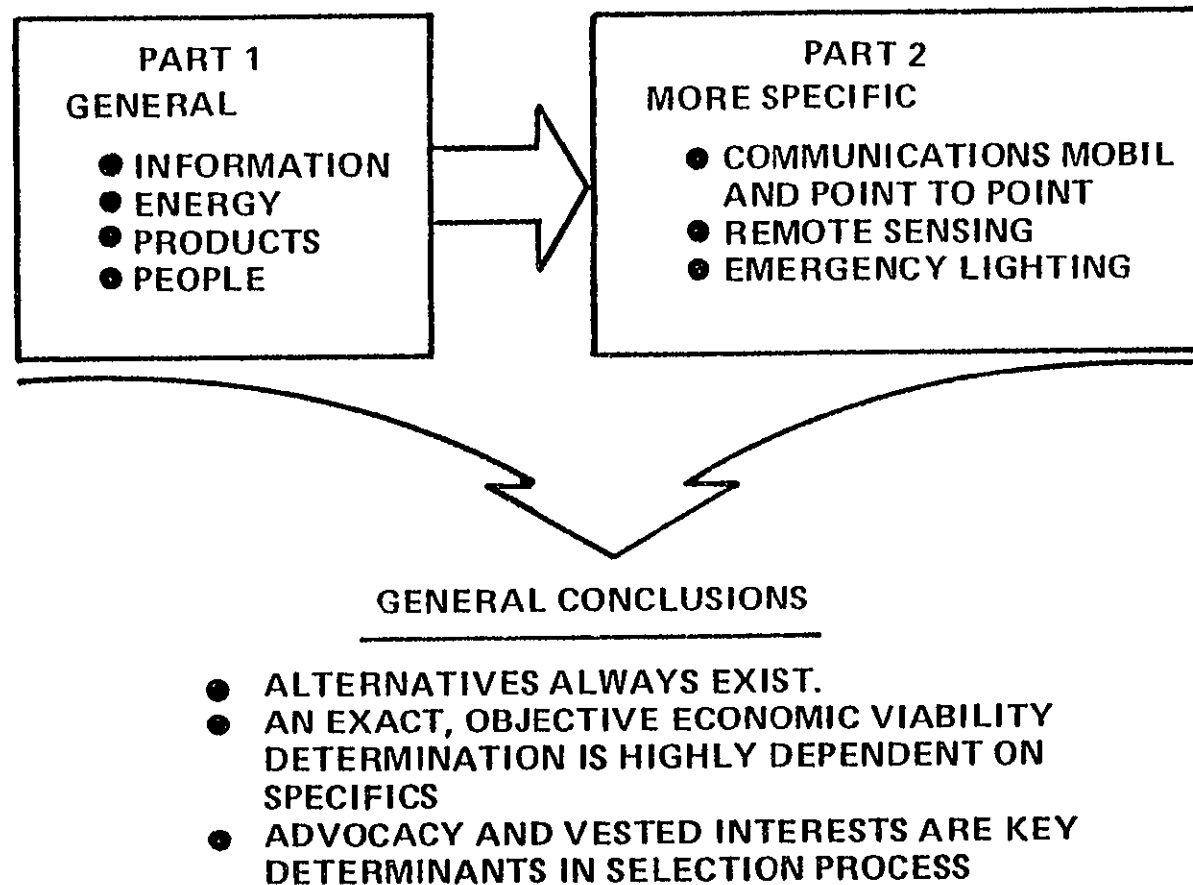 PART 1
GENERAL
● INFORMATION
● ENERGY
● PRODUCTS
● PEOPLE
PART 2
MORE SPECIFIC
● COMMUNICATIONS MOBIL
AND POINT TO POINT
● REMOTE SENSING
● EMERGENCY LIGHTING
GENERAL CONCLUSIONS
● ALTERNATIVES ALWAYS EXIST.
● AN EXACT, OBJECTIVE ECONOMIC VIABILITY
DETERMINATION IS HIGHLY DEPENDENT ON
SPECIFICS
● ADVOCACY AND VESTED INTERESTS ARE KEY
DETERMINANTS IN SELECTION PROCESS